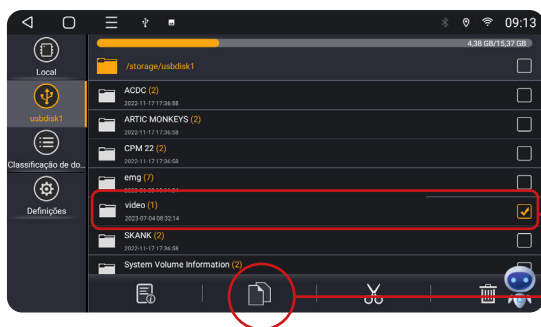 09:13
4,38 GB/15,37 GB
Local
/storage/usbdisk1
usbdisk1
ACDC (2)
2022-11-17 17:36:58
ARTIC MONKEYS (2)
2022-11-17 17:36:58
Classificação de do...
CPM 22 (2)
2022-11-17 17:36:58
emg (7)
Definições
video (1)
2023-07-04 08:32:14
SKANK (2)
2022-11-17 17:36:58
System Volume Information (2)